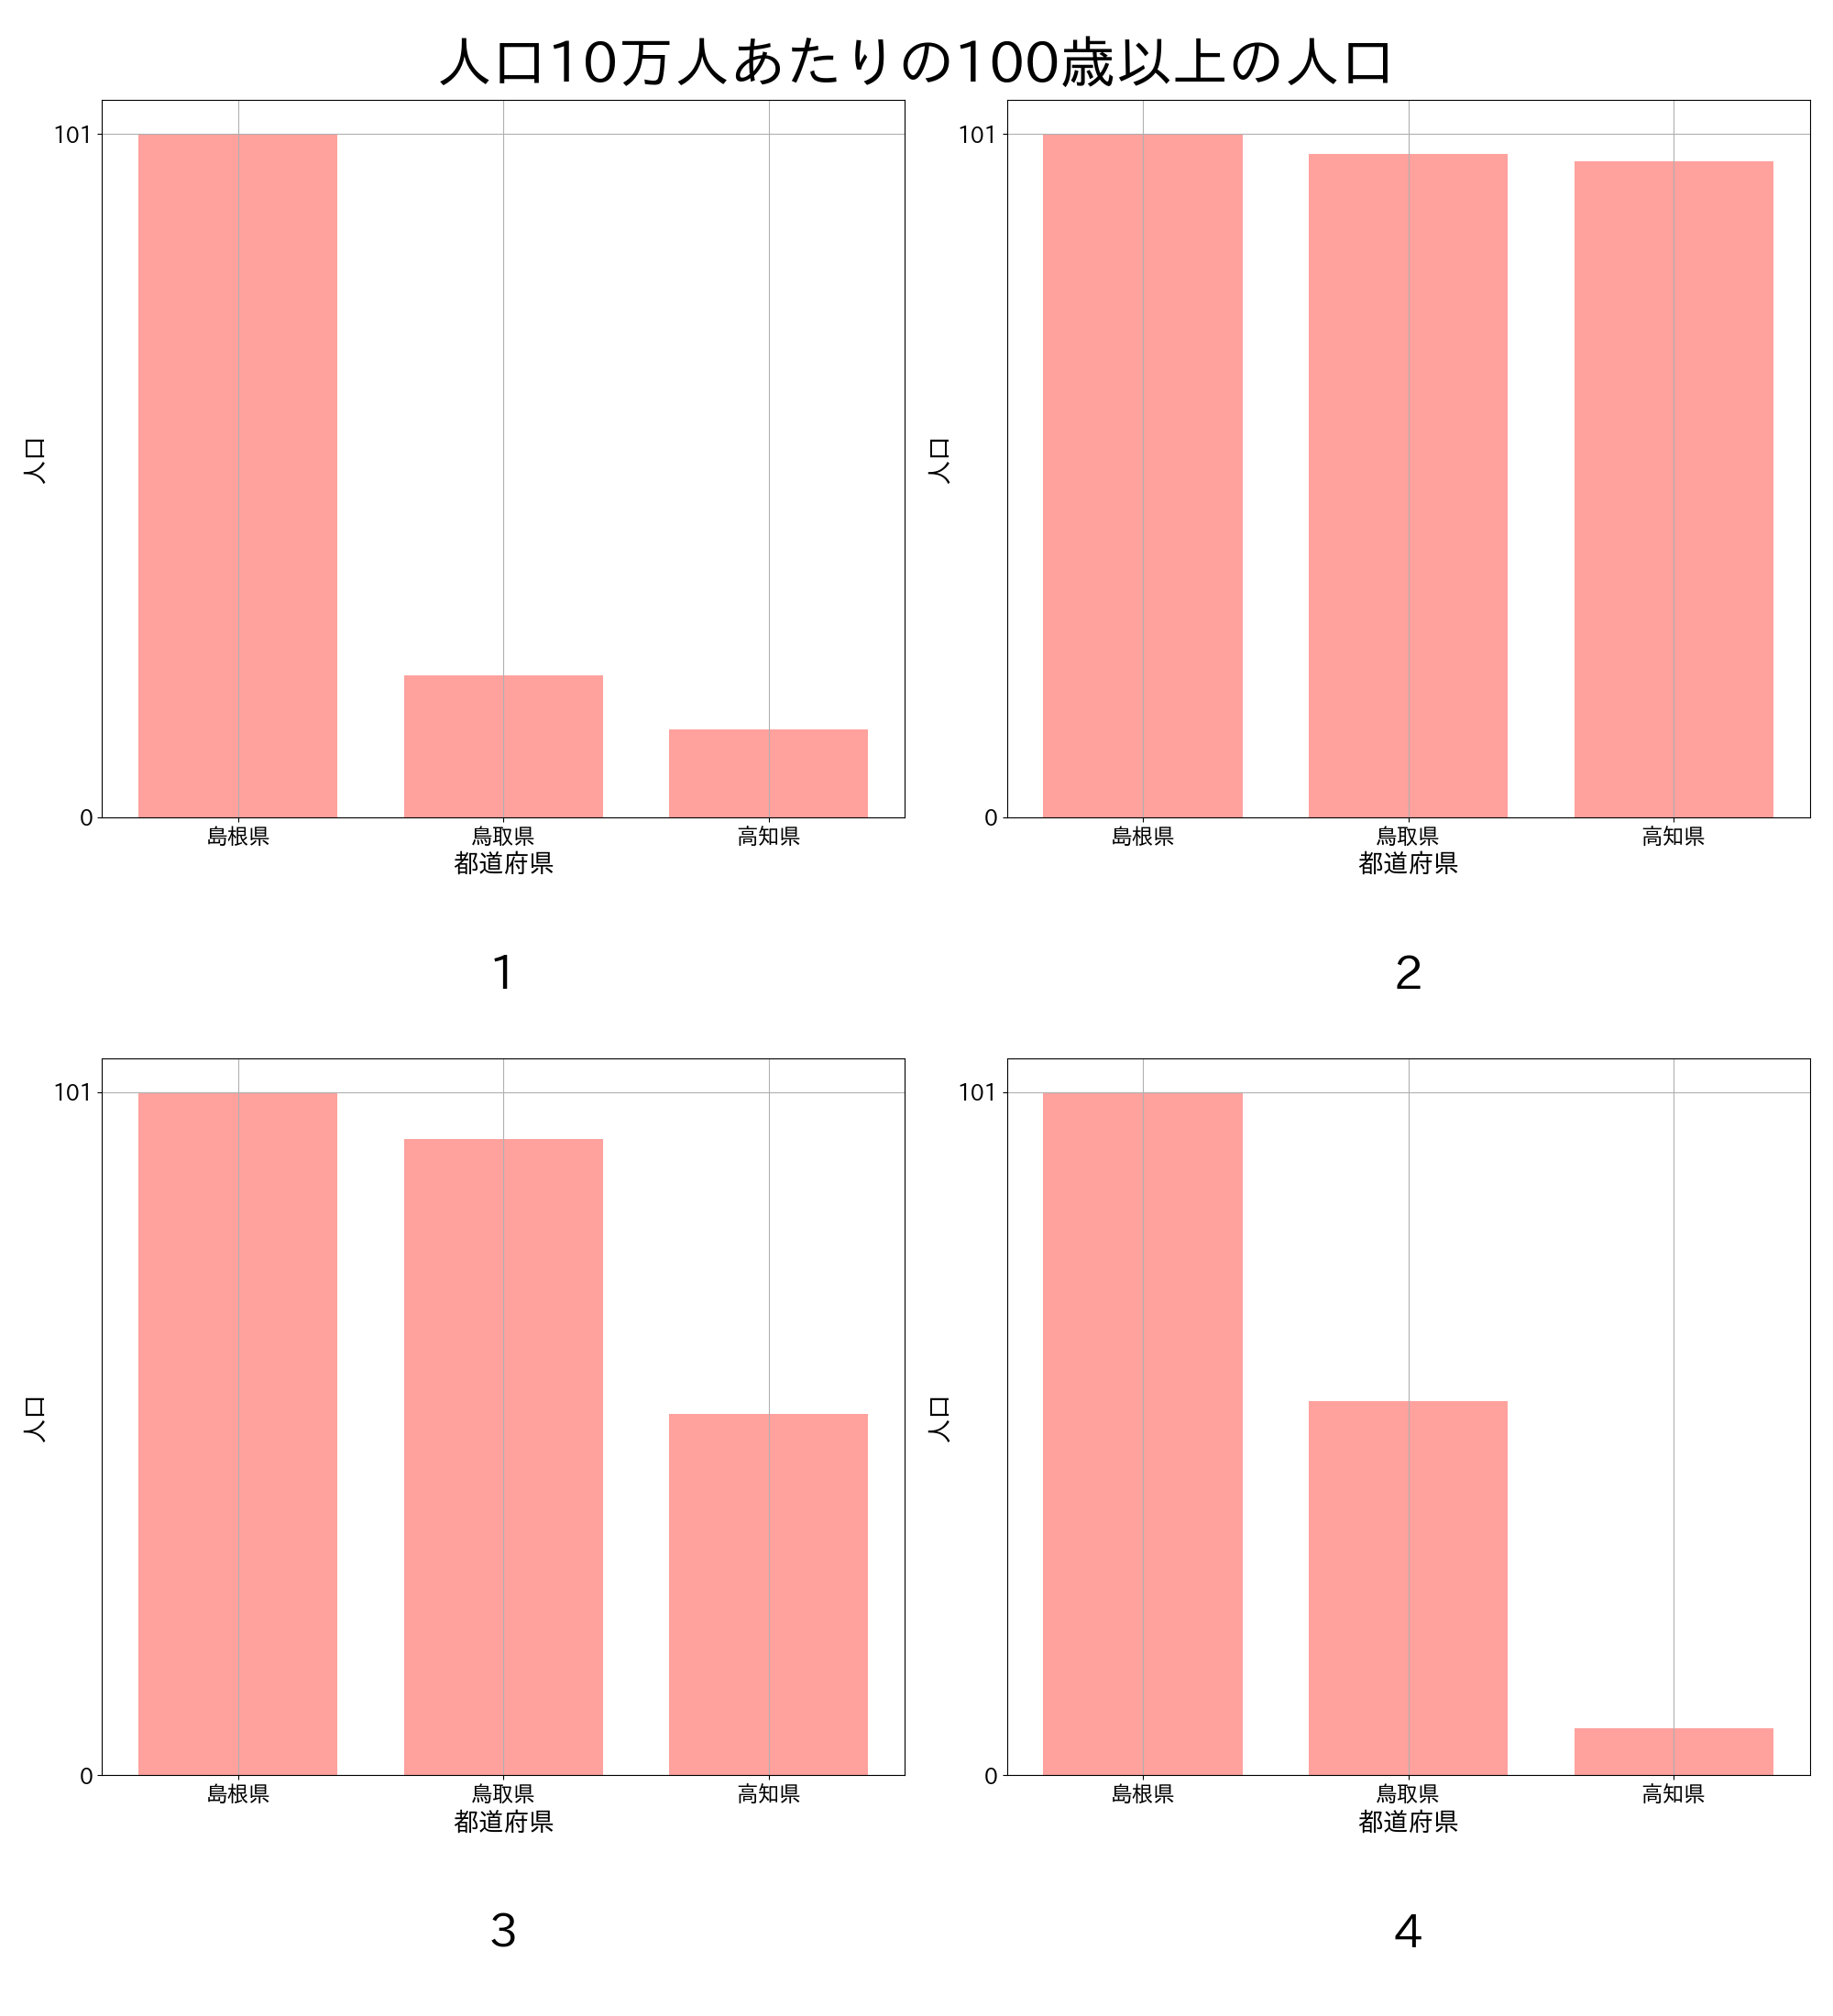 人口10万人あたりの100歳以上の人口
101
人口
0
島根県 鳥取県 高知県
都道府県
1
101
人口
0
島根県 鳥取県 高知県
都道府県
2
101
人口
0
島根県 鳥取県 高知県
都道府県
3
101
人口
0
島根県 鳥取県 高知県
都道府県
4